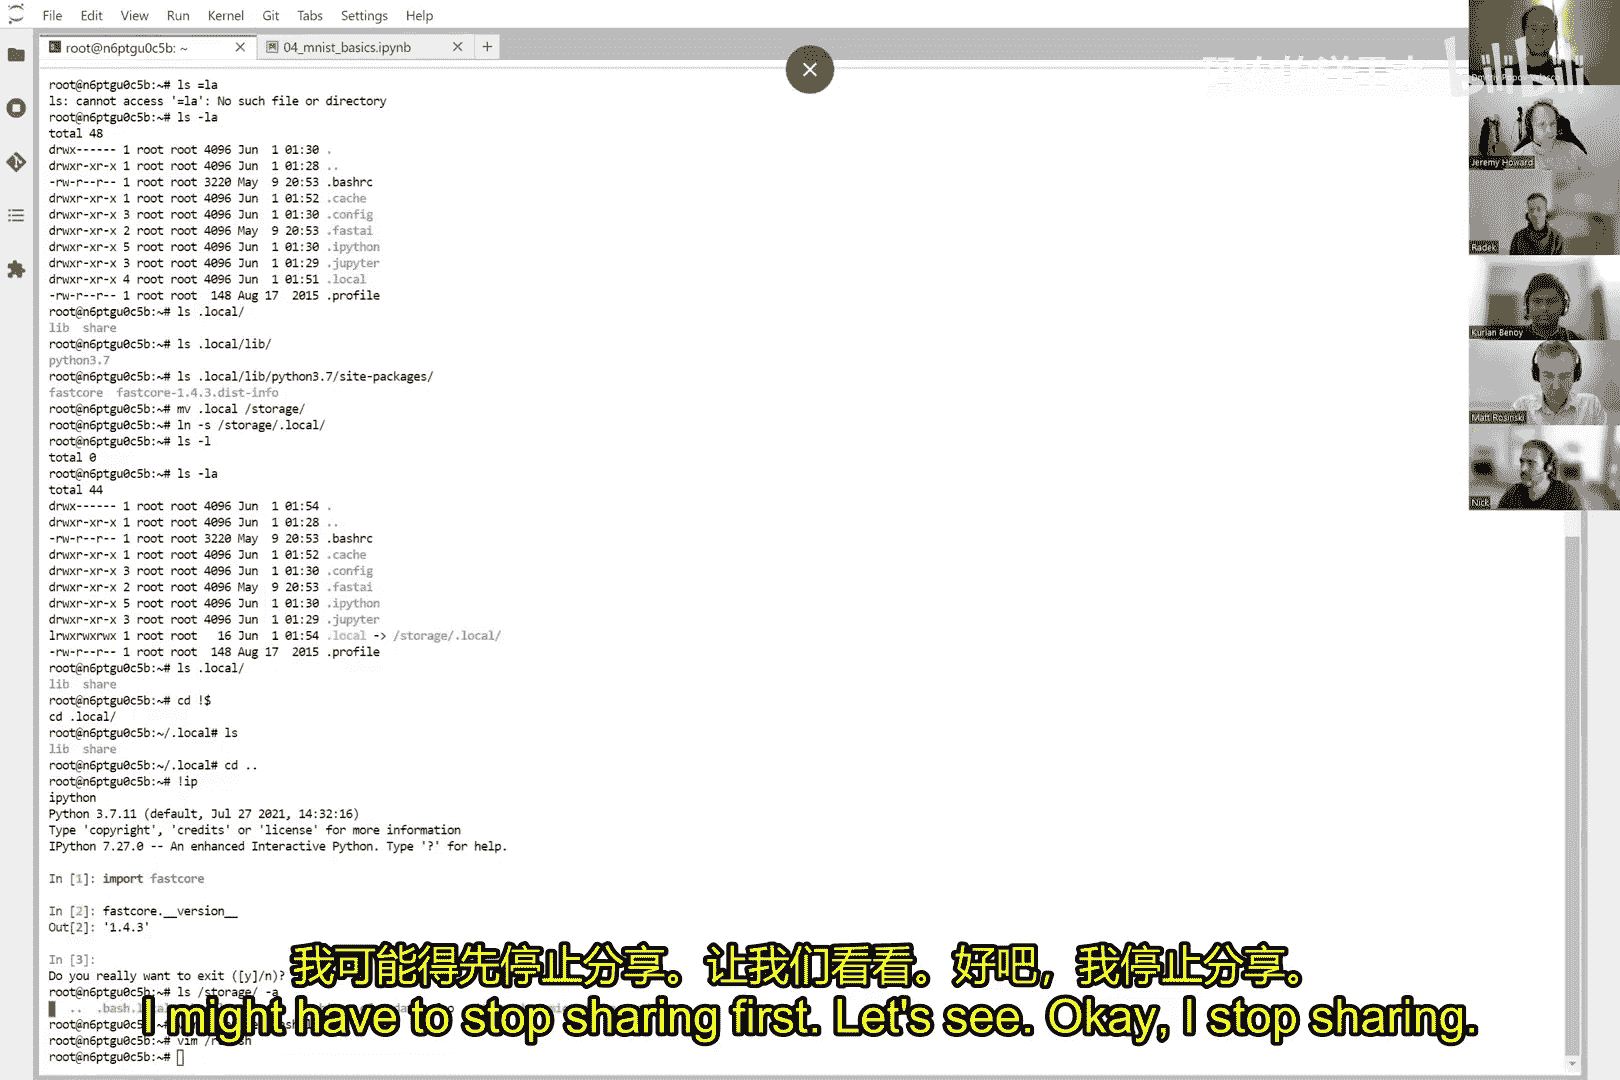 File Edit View Run Kernel Git Tabs Settings Help
root@n6ptgu0c5b: ~ 04_mnist_basics.ipynb
bilibili
root@n6ptgu0c5b:~# ls =la
ls: cannot access '=la': No such file or directory
root@n6ptgu0c5b:~# ls -la
total 48
drwx------ 1 root root 4096 Jun  1 01:30 .
drwxr-xr-x 1 root root 4096 Jun  1 01:28 ..
-rw-r--r-- 1 root root 3220 May  9 20:53 .bashrc
drwxr-xr-x 1 root root 4096 Jun  1 01:52 .cache
drwxr-xr-x 3 root root 4096 Jun  1 01:30 .config
drwxr-xr-x 2 root root 4096 May  9 20:53 .fastai
drwxr-xr-x 5 root root 4096 Jun  1 01:30 .ipython
drwxr-xr-x 3 root root 4096 Jun  1 01:29 .jupyter
drwxr-xr-x 4 root root 4096 Jun  1 01:51 .local
-rw-r--r-- 1 root root  148 Aug 17  2015 .profile
root@n6ptgu0c5b:~# ls .local/
lib  share
root@n6ptgu0c5b:~# ls .local/lib/
python3.7
root@n6ptgu0c5b:~# ls .local/lib/python3.7/site-packages/
fastcore  fastcore-1.4.3.dist-info
root@n6ptgu0c5b:~# mv .local /storage/
root@n6ptgu0c5b:~# ln -s /storage/.local/
root@n6ptgu0c5b:~# ls -l
total 0
root@n6ptgu0c5b:~# ls -la
total 44
drwx------ 1 root root 4096 Jun  1 01:54 .
drwxr-xr-x 1 root root 4096 Jun  1 01:28 ..
-rw-r--r-- 1 root root 3220 May  9 20:53 .bashrc
drwxr-xr-x 1 root root 4096 Jun  1 01:52 .cache
drwxr-xr-x 3 root root 4096 Jun  1 01:30 .config
drwxr-xr-x 2 root root 4096 May  9 20:53 .fastai
drwxr-xr-x 5 root root 4096 Jun  1 01:30 .ipython
drwxr-xr-x 3 root root 4096 Jun  1 01:29 .jupyter
lrwxrwxrwx 1 root root   16 Jun  1 01:54 .local -> /storage/.local/
-rw-r--r-- 1 root root  148 Aug 17  2015 .profile
root@n6ptgu0c5b:~# ls .local/
lib  share
root@n6ptgu0c5b:~# cd !$
cd .local/
root@n6ptgu0c5b:~/.local# ls
lib  share
root@n6ptgu0c5b:~/.local# cd ..
root@n6ptgu0c5b:~# !ip
ipython
Python 3.7.11 (default, Jul 27 2021, 14:32:16)
Type 'copyright', 'credits' or 'license' for more information
IPython 7.27.0 -- An enhanced Interactive Python. Type '?' for help.
In [1]: import fastcore
In [2]: fastcore.__version__
Out[2]: '1.4.3'
In [3]:
Do you really want to exit ([y]/n)?
root@n6ptgu0c5b:~# ls /storage/ -a
root@n6ptgu0c5b:~# vim
root@n6ptgu0c5b:~#
Jeremy Howard
Radek
Kurian Benoy
Matt Rosinski
Nick
我可能得先停止分享。让我们看看。好吧，我停止分享。
I might have to stop sharing first. Let's see. Okay, I stop sharing.